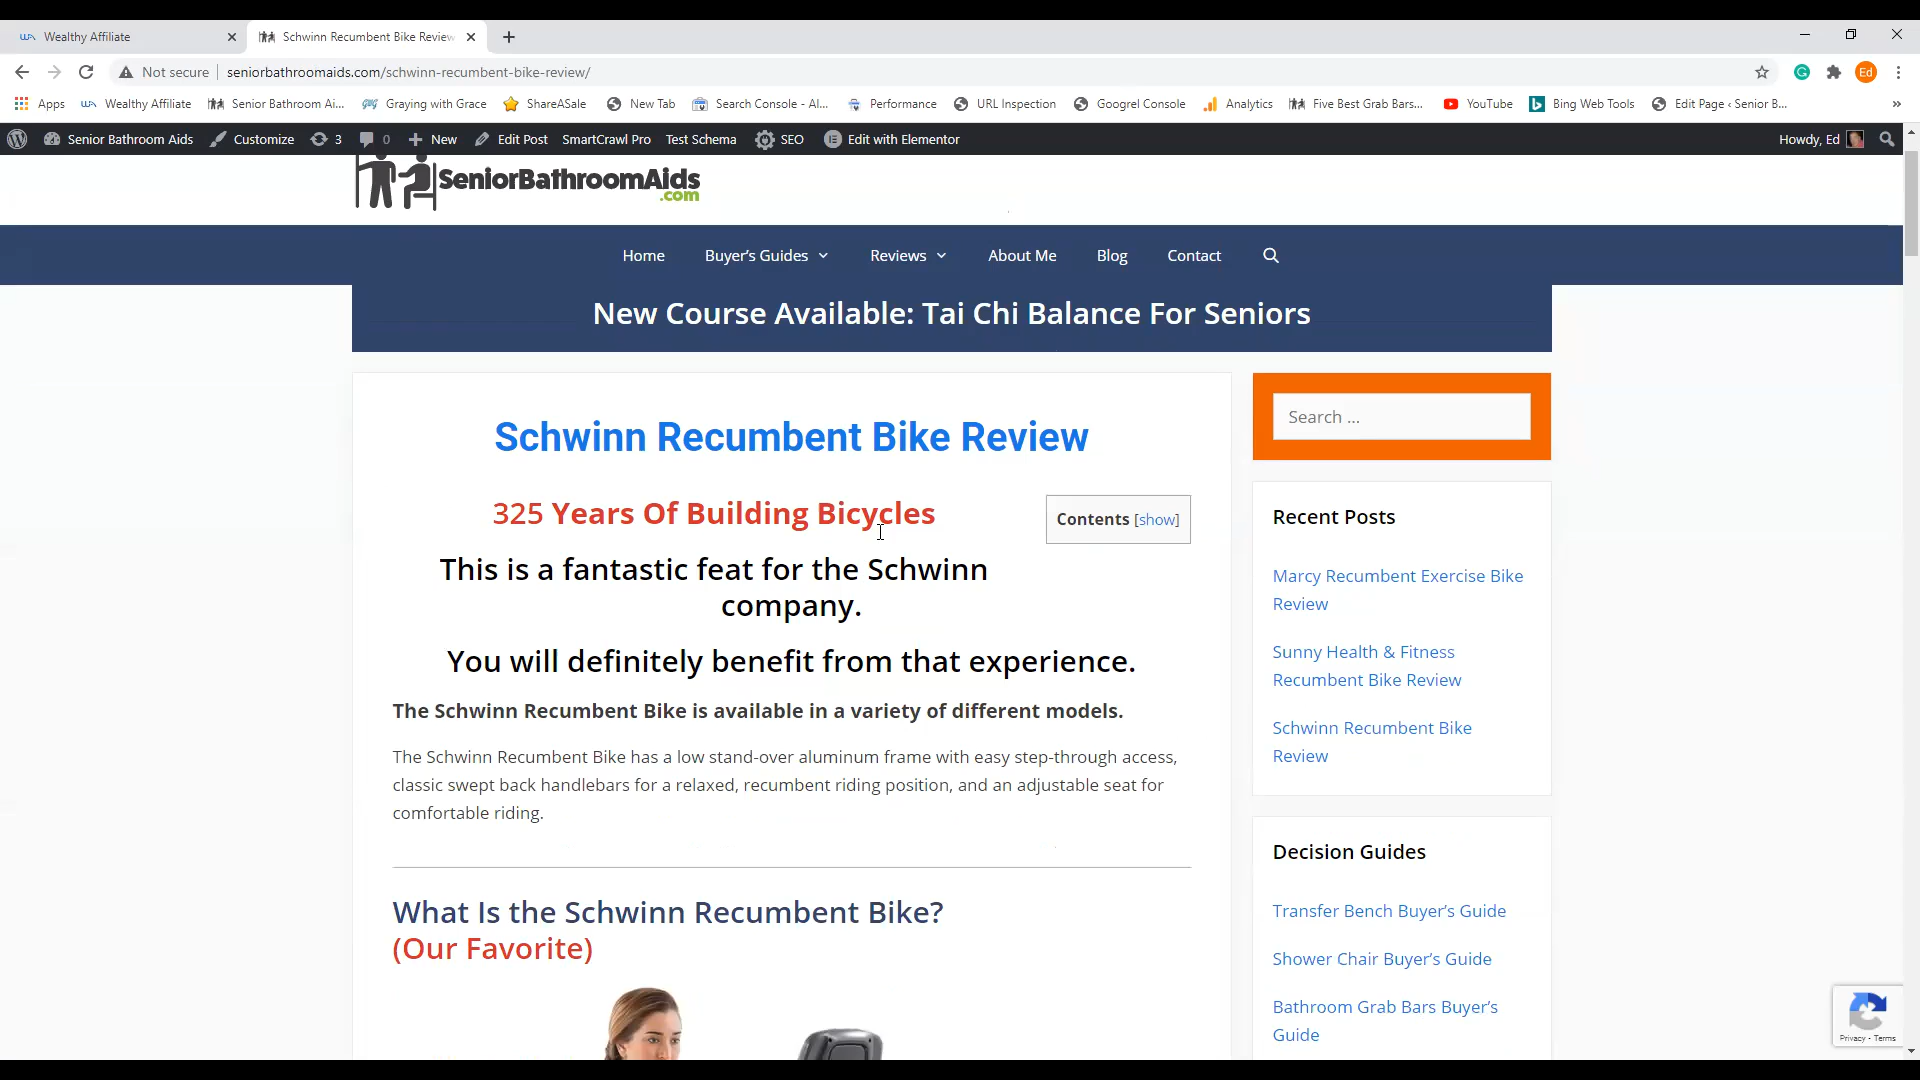 Wealthy Affiliate
Schwinn Recumbent Bike Review
Not secure
seniorbathroomaids.com/schwinn-recumbent-bike-review/
Ed
Apps
Wealthy Affiliate
Senior Bathroom Ai...
Graying with Grace
ShareASale
New Tab
Search Console - Al...
Performance
URL Inspection
Googrel Console
Analytics
Five Best Grab Bars...
YouTube
Bing Web Tools
Edit Page ‹ Senior B...
»
Senior Bathroom Aids
Customize
3
0
New
Edit Post
SmartCrawl Pro
Test Schema
SEO
Edit with Elementor
Howdy, Ed
SeniorBathroomAids
.com
Home
Buyer's Guides
Reviews
About Me
Blog
Contact
New Course Available: Tai Chi Balance For Seniors
Schwinn Recumbent Bike Review
325 Years Of Building Bicycles
Contents [show]
This is a fantastic feat for the Schwinn
company.
You will definitely benefit from that experience.
The Schwinn Recumbent Bike is available in a variety of different models.
The Schwinn Recumbent Bike has a low stand-over aluminum frame with easy step-through access,
classic swept back handlebars for a relaxed, recumbent riding position, and an adjustable seat for
comfortable riding.
What Is the Schwinn Recumbent Bike?
(Our Favorite)
Search ...
Recent Posts
Marcy Recumbent Exercise Bike
Review
Sunny Health & Fitness
Recumbent Bike Review
Schwinn Recumbent Bike
Review
Decision Guides
Transfer Bench Buyer's Guide
Shower Chair Buyer's Guide
Bathroom Grab Bars Buyer's
Guide
Privacy - Terms